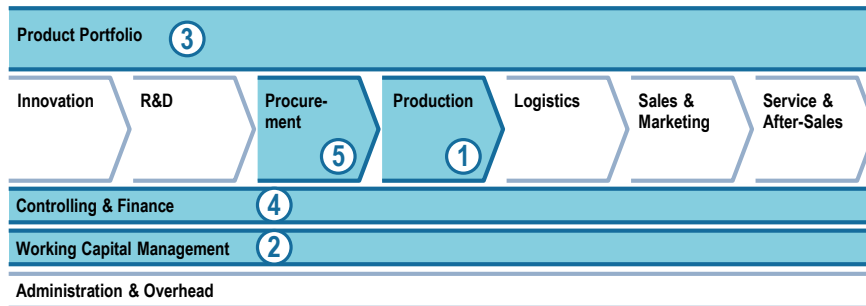 Product Portfolio 3
Innovation R&D Procure- Production Logistics Sales & Service &
ment Marketing After-Sales
5 1
Controlling & Finance 4
Working Capital Management 2
Administration & Overhead